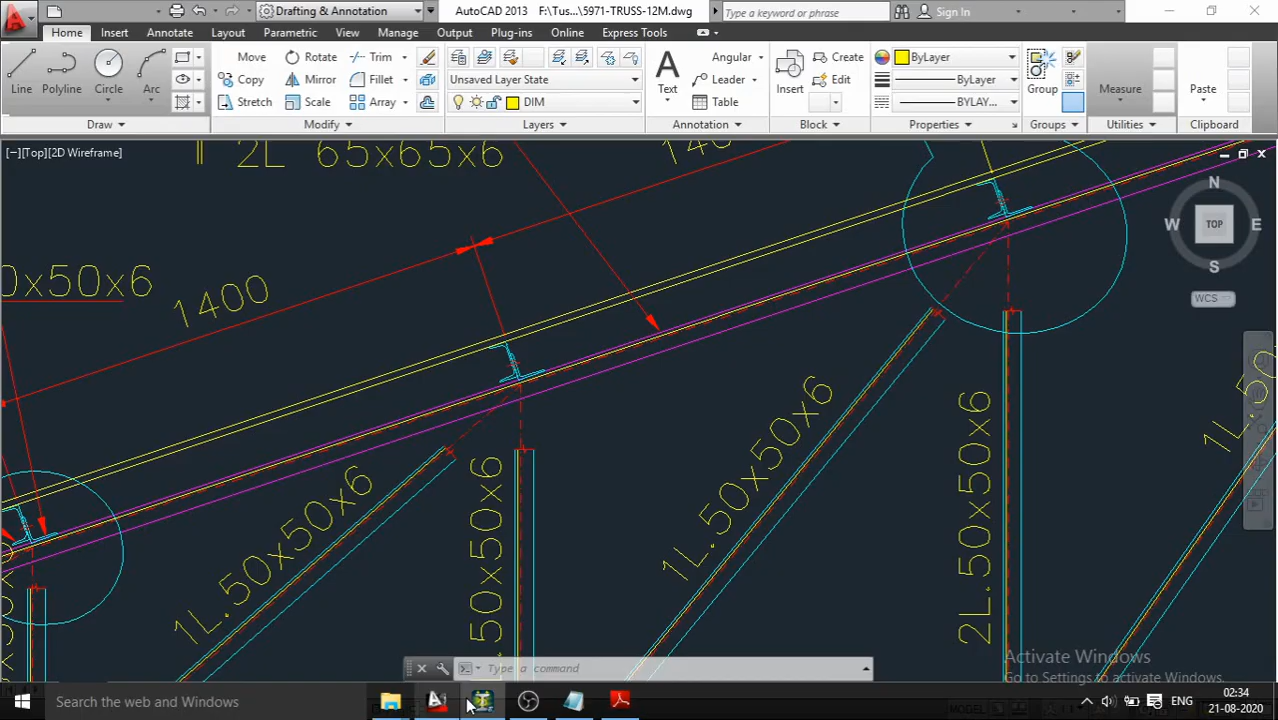 Drafting & Annotation AutoCAD 2013 F:\Tus...\5971-TRUSS-12M.dwg Type a keyword or phrase Sign In
Home Insert Annotate Layout Parametric View Manage Output Plug-ins Online Express Tools
Line Polyline Circle Arc
Move Rotate Trim
Copy Mirror Fillet
Stretch Scale Array
Unsaved Layer State
DIM
Text
Angular
Leader
Table
Insert
Create
Edit
ByLayer
ByLayer
BYLAY...
Group
Measure
Paste
Draw Modify Layers Annotation Block Properties Groups Utilities Clipboard
[−][Top][2D Wireframe]
2L 65x65x6
N
W TOP E
S
WCS
0x50x6
1400
1L.50x50x6
.50x50x6
1L.50x50x6
2L.50x50x6
1L.50
Type a command
Activate Windows
Go to Settings to activate Windows.
Search the web and Windows
ENG
02:34
21-08-2020